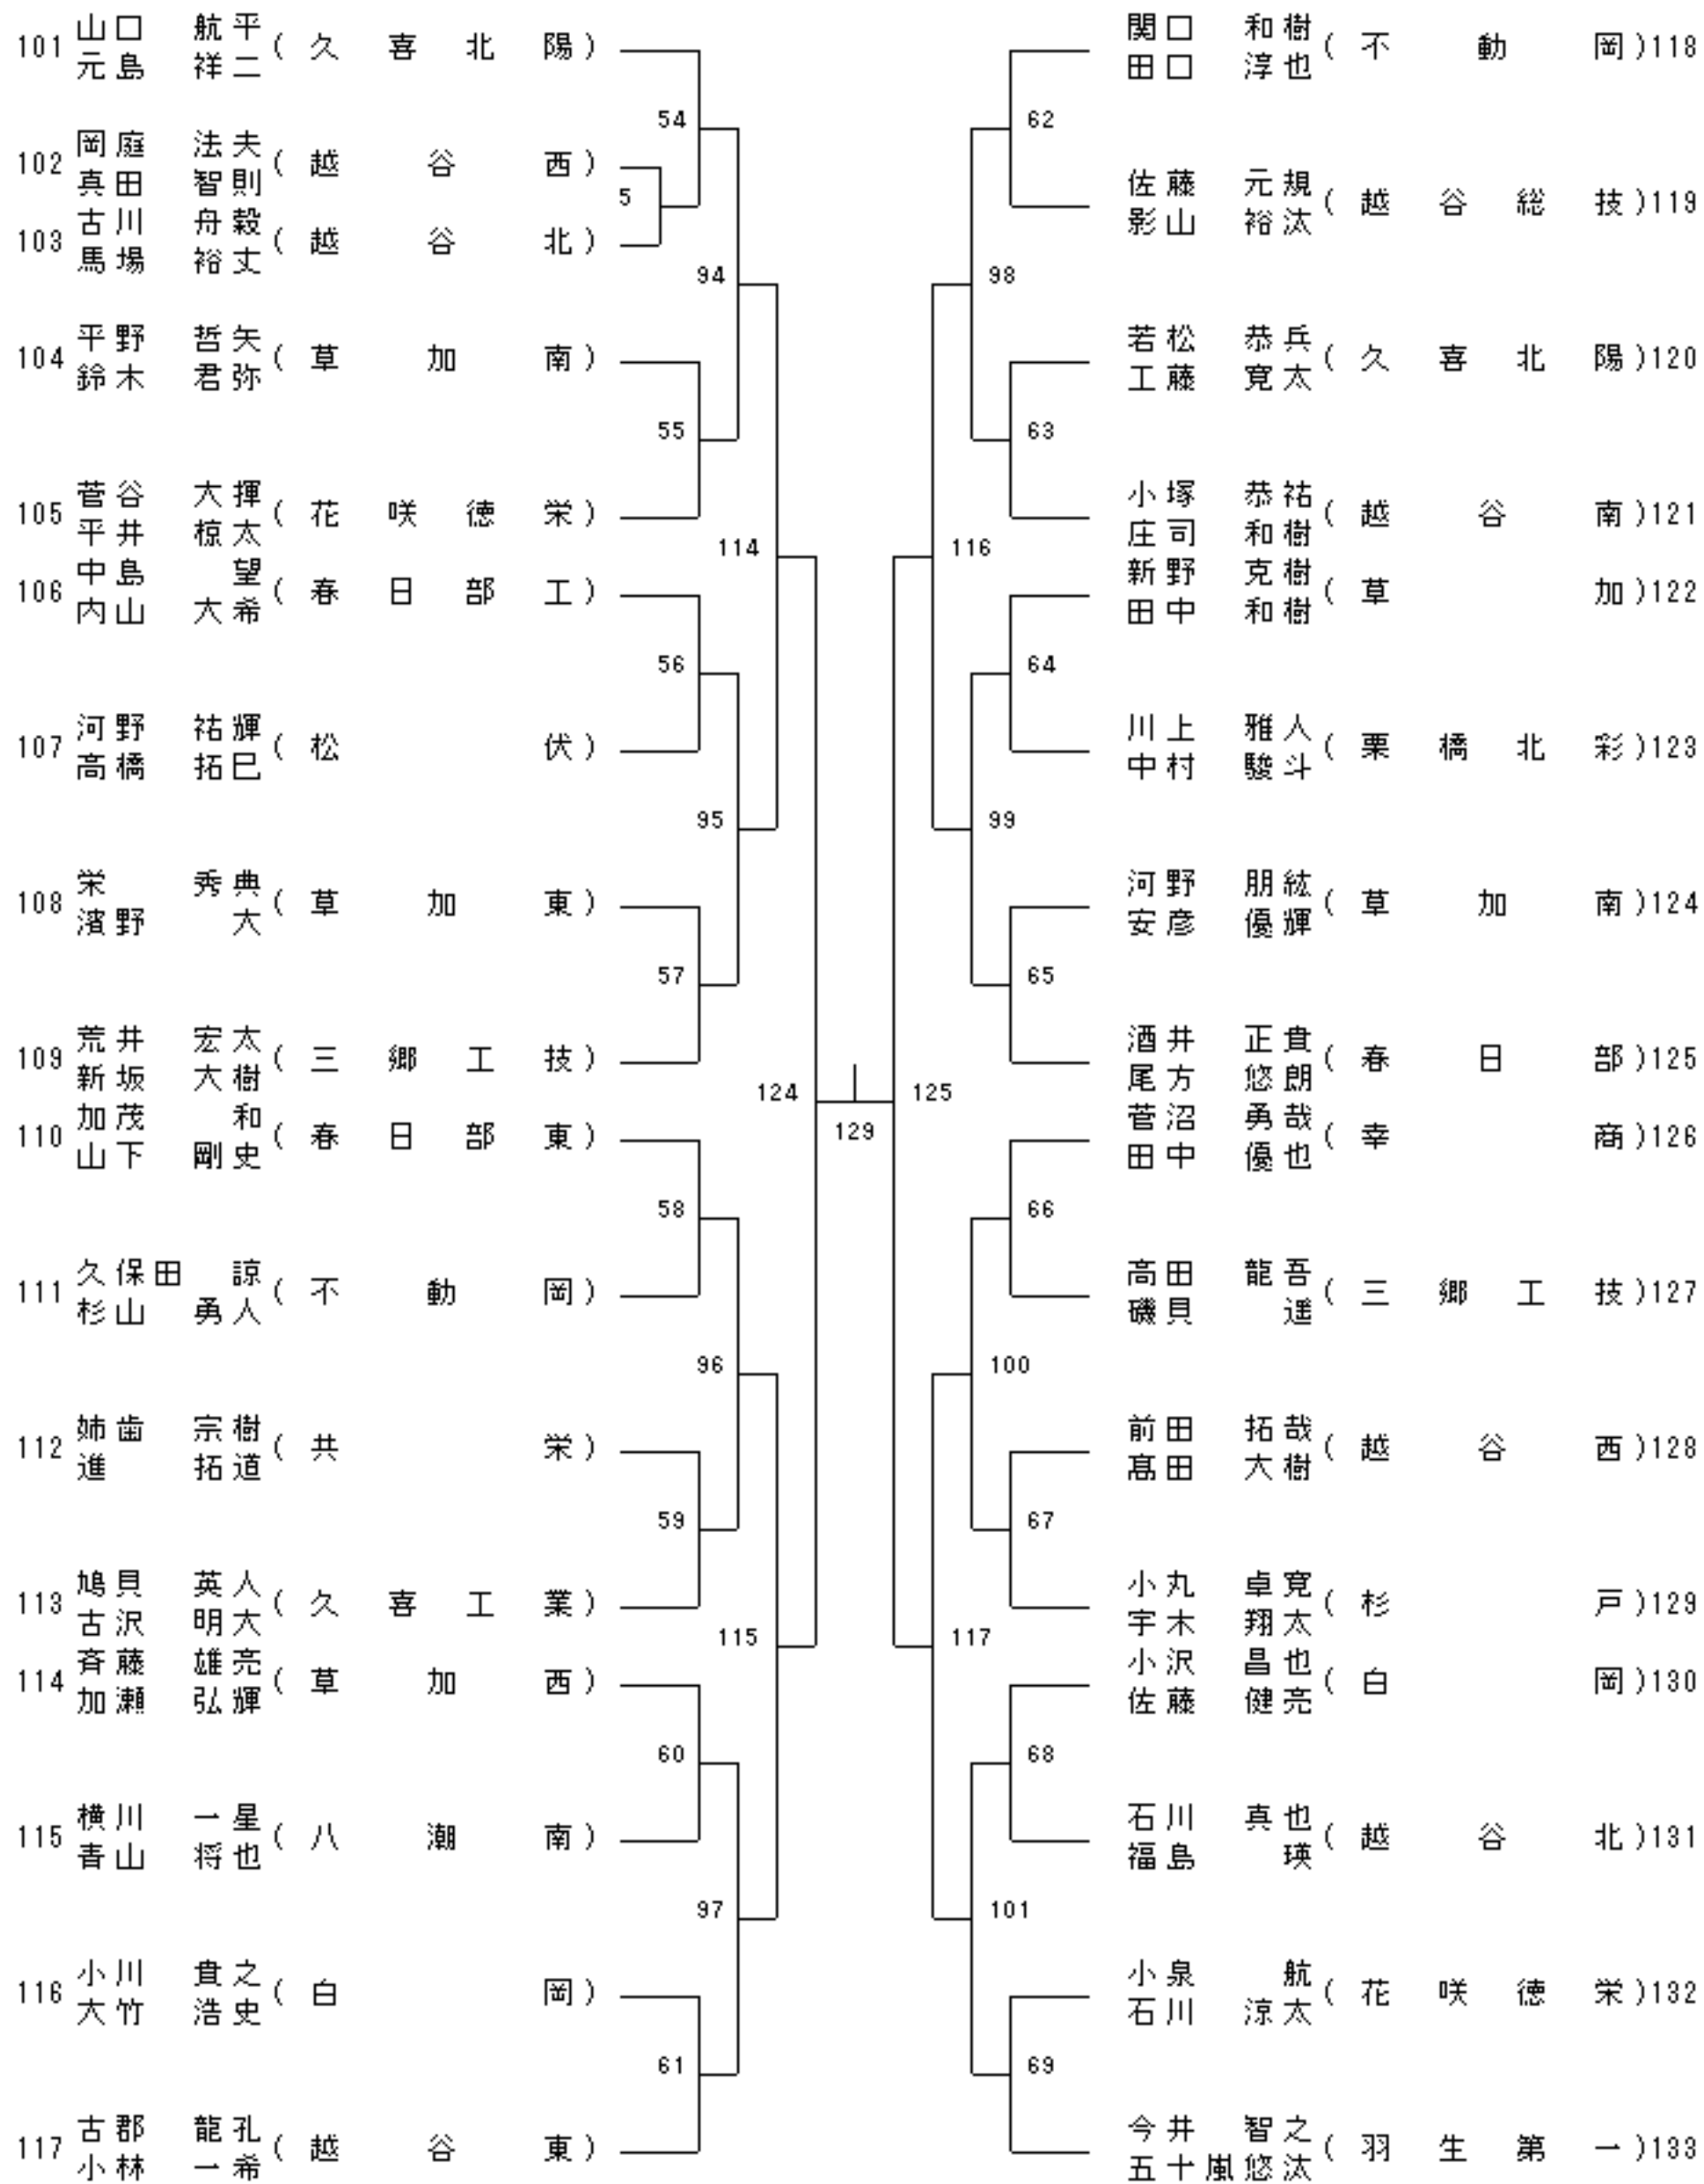 山口 航平
101 (久喜北陽)
元島 祥二
54
岡庭 法夫
102 (越谷西)
真田 智則
5
古川 舟穀
103 (越谷北)
馬場 裕丈
94
平野 哲矢
104 (草加南)
鈴木 君弥
55
菅谷 大揮
105 (花咲徳栄)
平井 椋太
114
中島 望
106 (春日部工)
内山 大希
56
河野 祐輝
107 (松伏)
高橋 拓巳
95
栄 秀典
108 (草加東)
濱野 大
57
荒井 宏太
109 (三郷工技)
新坂 大樹
124
加茂 和
110 (春日部東)
山下 剛史
58
久保田 諒
111 (不動岡)
杉山 勇人
96
姉歯 宗樹
112 (共栄)
進 拓道
59
鳩貝 英人
113 (久喜工業)
古沢 明大
115
斉藤 雄亮
114 (草加西)
加瀬 弘輝
60
横川 一星
115 (八潮南)
青山 将也
97
小川 貴之
116 (白岡)
大竹 浩史
61
古郡 龍孔
117 (越谷東)
小林 一希
129
関口 和樹
(不動岡)118
田口 淳也
62
佐藤 元規
(越谷総技)119
影山 裕汰
98
若松 恭兵
(久喜北陽)120
工藤 寛太
63
小塚 恭祐
(越谷南)121
庄司 和樹
116
新野 克樹
(草加)122
田中 和樹
64
川上 雅人
(栗橋北彩)123
中村 駿斗
99
河野 朋紘
(草加南)124
安彦 優輝
65
酒井 正貴
(春日部)125
尾方 悠朗
125
菅沼 勇哉
(幸商)126
田中 優也
66
高田 龍吾
(三郷工技)127
磯貝 遥
100
前田 拓哉
(越谷西)128
髙田 大樹
67
小丸 卓寛
(杉戸)129
宇木 翔太
117
小沢 昌也
(白岡)130
佐藤 健亮
68
石川 真也
(越谷北)131
福島 瑛
101
小泉 航
(花咲徳栄)132
石川 涼太
69
今井 智之
(羽生第一)133
五十嵐悠汰